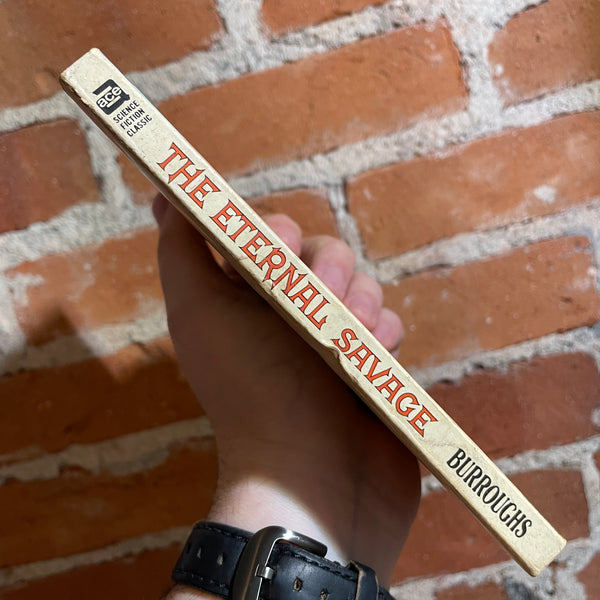 ace
SCIENCE
FICTION
CLASSIC
THE ETERNAL SAVAGE
BURROUGHS